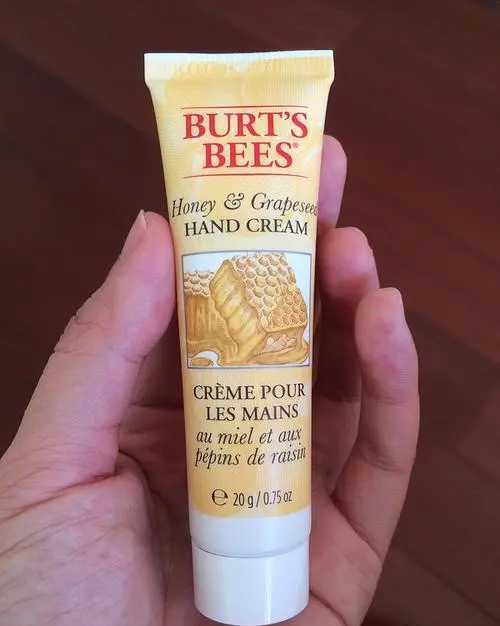 BURT'S
BEES®
Honey & Grapeseed
HAND CREAM
CRÈME POUR
LES MAINS
au miel et aux
pépins de raisin
℮ 20 g/0.75 oz